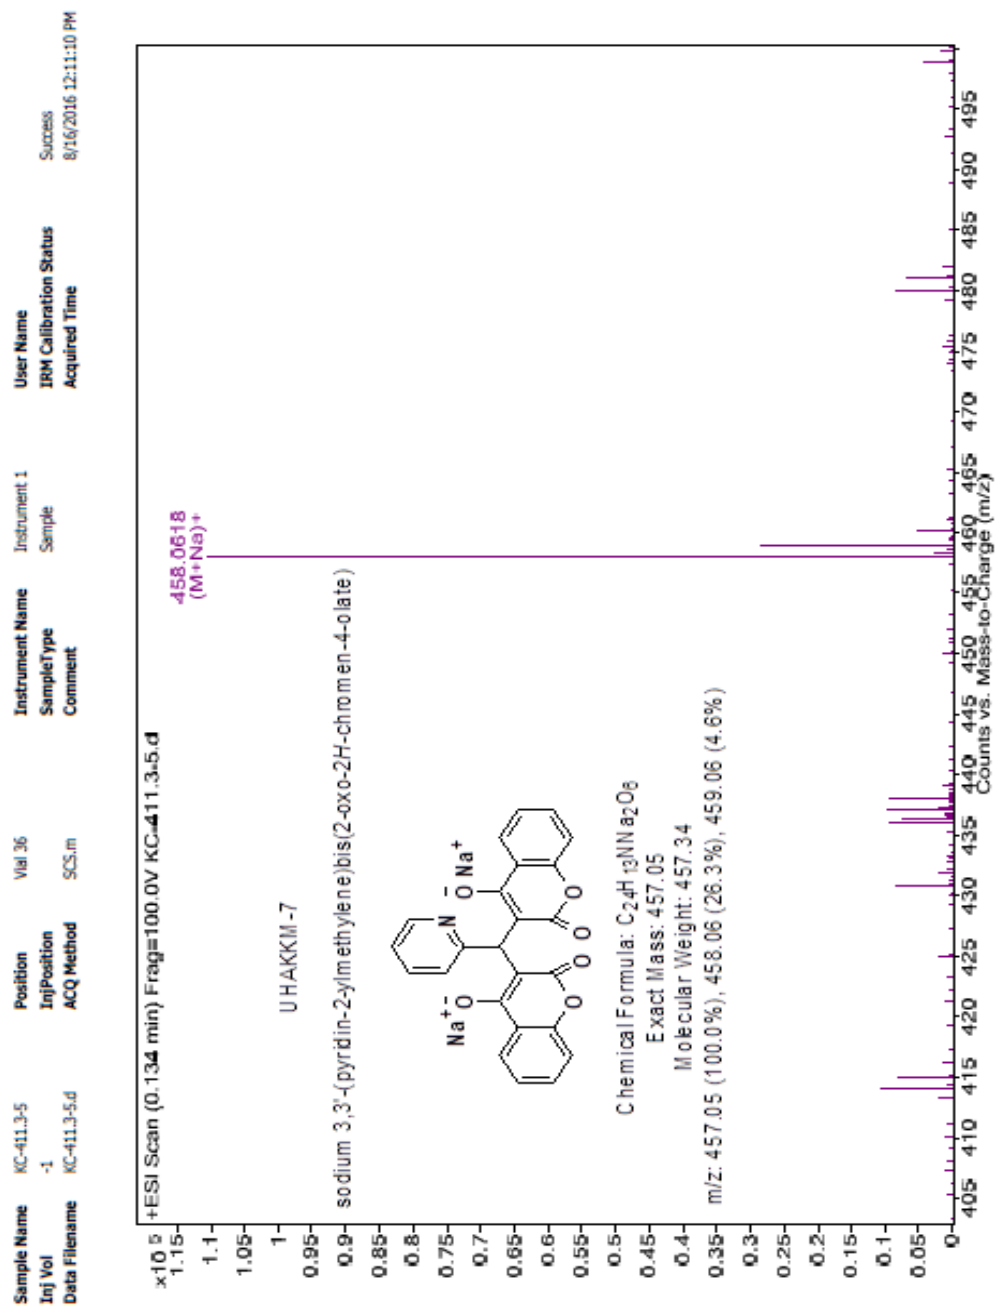 Sample Name KC-411.3-5 Position Vial 36 Instrument Name Instrument 1 User Name
Inj Vol -1 InjPosition SampleType Sample IRM Calibration Status Success
Data Filename KC-411.3-5.d ACQ Method SCS.m Comment Acquired Time 8/16/2016 12:11:10 PM
x10 5
+ESI Scan (0.134 min) Frag=100.0V KC-411.3-5.d
1.15
1.1
1.05
1
0.95
0.9
0.85
0.8
0.75
0.7
0.65
0.6
0.55
0.5
0.45
0.4
0.35
0.3
0.25
0.2
0.15
0.1
0.05
0
458.0618
(M+Na)+
UHAKKM-7
sodium 3,3'-(pyridin-2-ylmethylene)bis(2-oxo-2H-chromen-4-olate)
N
Na+ -O
O- Na+
O O O O
Chemical Formula: C24H13NNa2O6
Exact Mass: 457.05
Molecular Weight: 457.34
m/z: 457.05 (100.0%), 458.06 (26.3%), 459.06 (4.6%)
405 410 415 420 425 430 435 440 445 450 455 460 465 470 475 480 485 490 495
Counts vs. Mass-to-Charge (m/z)